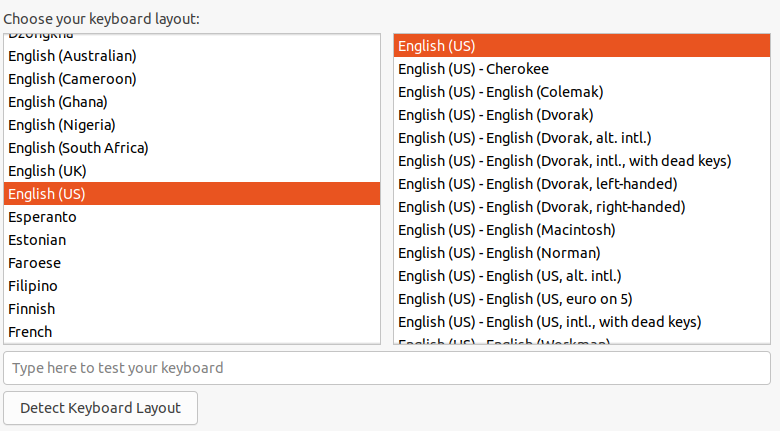 Choose your keyboard layout:
Dzongkha
English (Australian)
English (Cameroon)
English (Ghana)
English (Nigeria)
English (South Africa)
English (UK)
English (US)
Esperanto
Estonian
Faroese
Filipino
Finnish
French
English (US)
English (US) - Cherokee
English (US) - English (Colemak)
English (US) - English (Dvorak)
English (US) - English (Dvorak, alt. intl.)
English (US) - English (Dvorak, intl., with dead keys)
English (US) - English (Dvorak, left-handed)
English (US) - English (Dvorak, right-handed)
English (US) - English (Macintosh)
English (US) - English (Norman)
English (US) - English (US, alt. intl.)
English (US) - English (US, euro on 5)
English (US) - English (US, intl., with dead keys)
English (US) - English (Workman)
Type here to test your keyboard
Detect Keyboard Layout